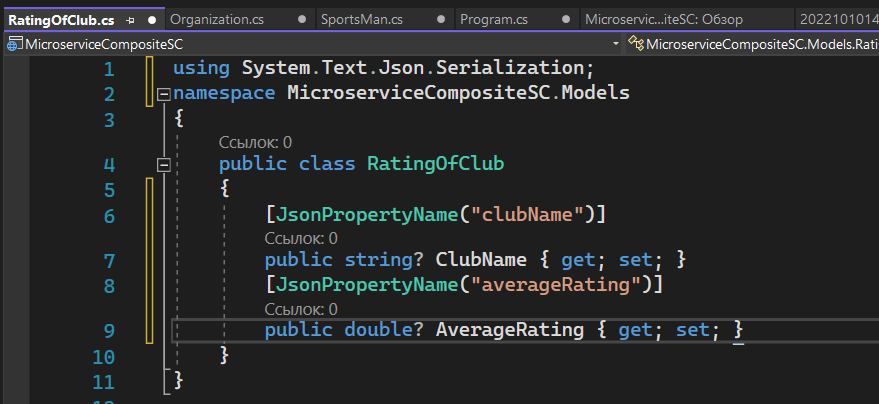 RatingOfClub.cs Organization.cs SportsMan.cs Program.cs Microservic...iteSC: Обзор 2022101014
MicroserviceCompositeSC MicroserviceCompositeSC.Models.Rati
1 using System.Text.Json.Serialization;
2 namespace MicroserviceCompositeSC.Models
3 {
Ссылок: 0
4 public class RatingOfClub
5 {
6 [JsonPropertyName("clubName")]
Ссылок: 0
7 public string? ClubName { get; set; }
8 [JsonPropertyName("averageRating")]
Ссылок: 0
9 public double? AverageRating { get; set; }
10 }
11 }